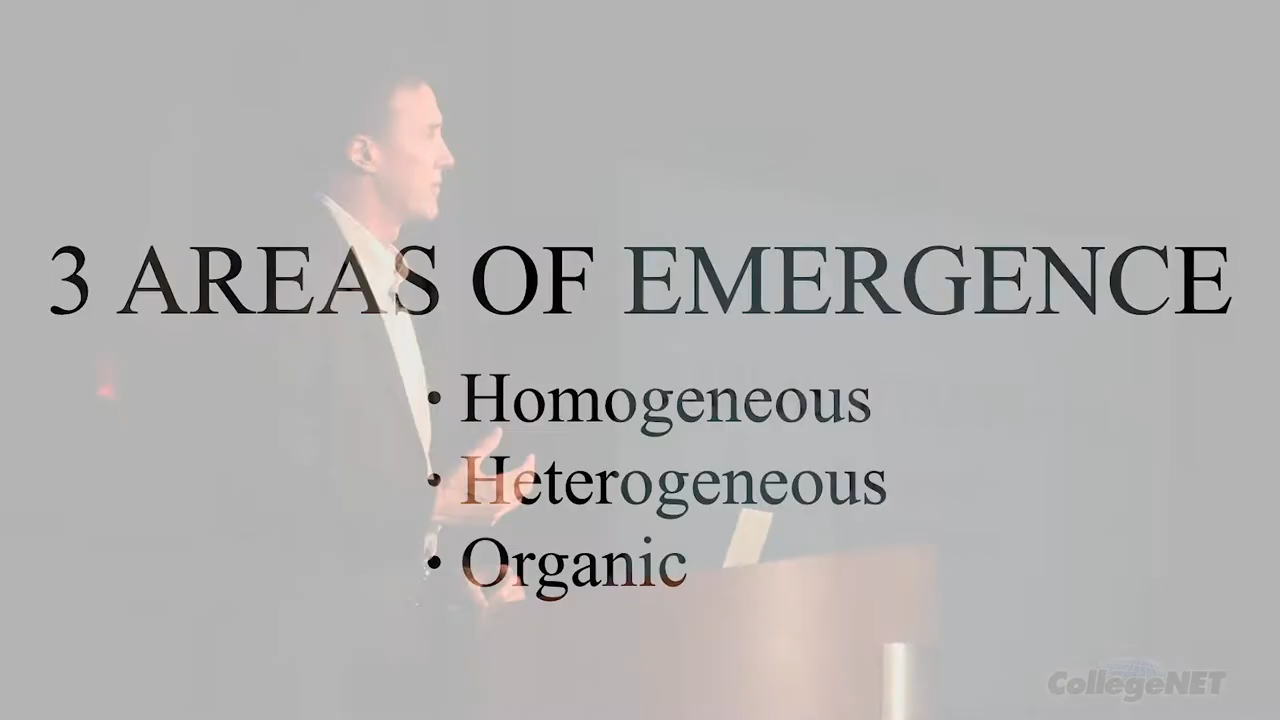 3 AREAS OF EMERGENCE
• Homogeneous
• Heterogeneous
• Organic
CollegeNET